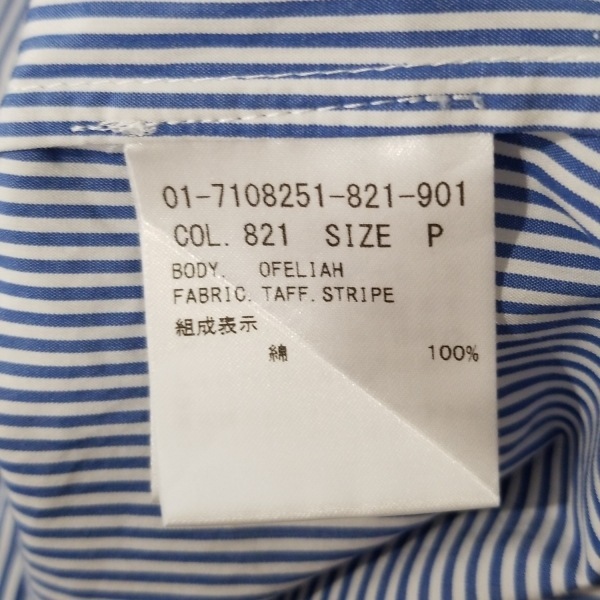 01-7108251-821-901
COL. 821 SIZE P
BODY. OFELIAH
FABRIC. TAFF. STRIPE
組成表示
綿 100%